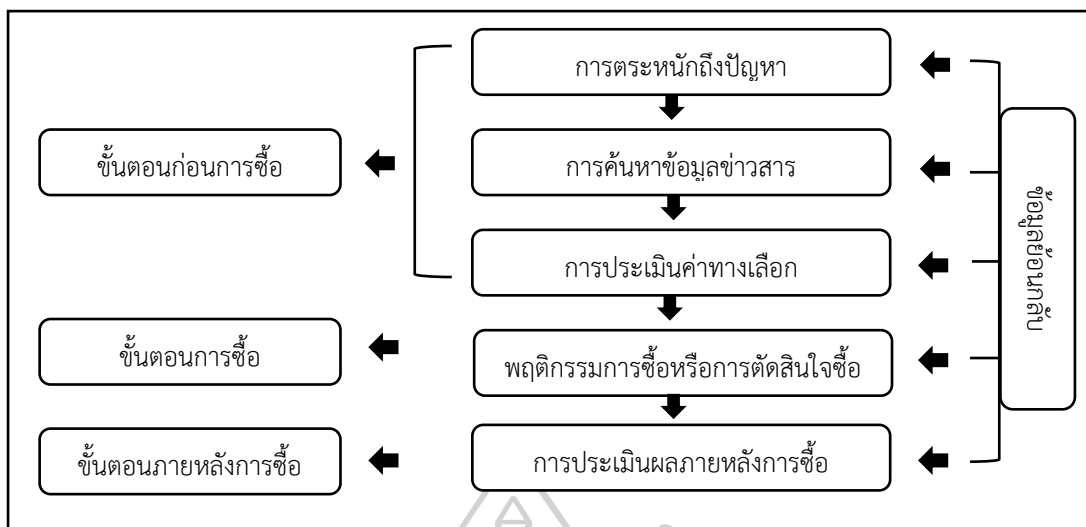 การตระหนักถึงปัญหา
ขั้นตอนก่อนการซื้อ
การค้นหาข้อมูลข่าวสาร
การประเมินค่าทางเลือก
ขั้นตอนการซื้อ
พฤติกรรมการซื้อหรือการตัดสินใจซื้อ
ขั้นตอนภายหลังการซื้อ
การประเมินผลภายหลังการซื้อ
ข้อมูลย้อนกลับ